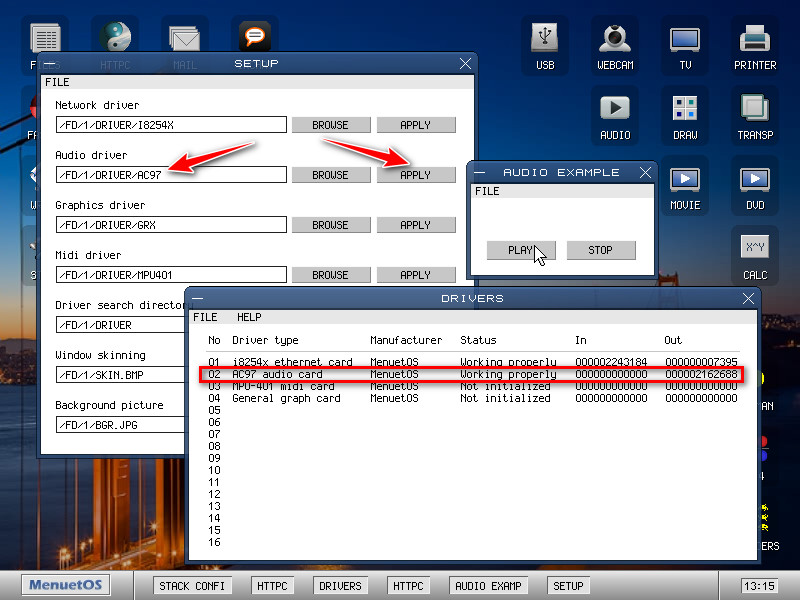 HTTPC
MAIL
USB
WEBCAM
TV
PRINTER
AUDIO
DRAW
TRANSP
MOVIE
DVD
X^Y
CALC
SETUP
FILE
Network driver
/FD/1/DRIVER/I8254X
BROWSE
APPLY
Audio driver
/FD/1/DRIVER/AC97
BROWSE
APPLY
Graphics driver
/FD/1/DRIVER/GRX
BROWSE
APPLY
Midi driver
/FD/1/DRIVER/MPU401
BROWSE
APPLY
Driver search directo
/FD/1/DRIVER
Window skinning
/FD/1/SKIN.BMP
Background picture
/FD/1/BGR.JPG
AUDIO EXAMPLE
FILE
PLAY
STOP
DRIVERS
FILE HELP
No Driver type Manufacturer Status In Out
01 i8254x ethernet card MenuetOS Working properly 000002243184 000000007395
02 AC97 audio card MenuetOS Working properly 000000000000 000002162688
03 MPU-401 midi card MenuetOS Not initialized 000000000000 000000000000
04 General graph card MenuetOS Not initialized 000000000000 000000000000
05
06
07
08
09
10
11
12
13
14
15
16
AN
4
ERS
MenuetOS
STACK CONFI
HTTPC
DRIVERS
HTTPC
AUDIO EXAMP
SETUP
13:15